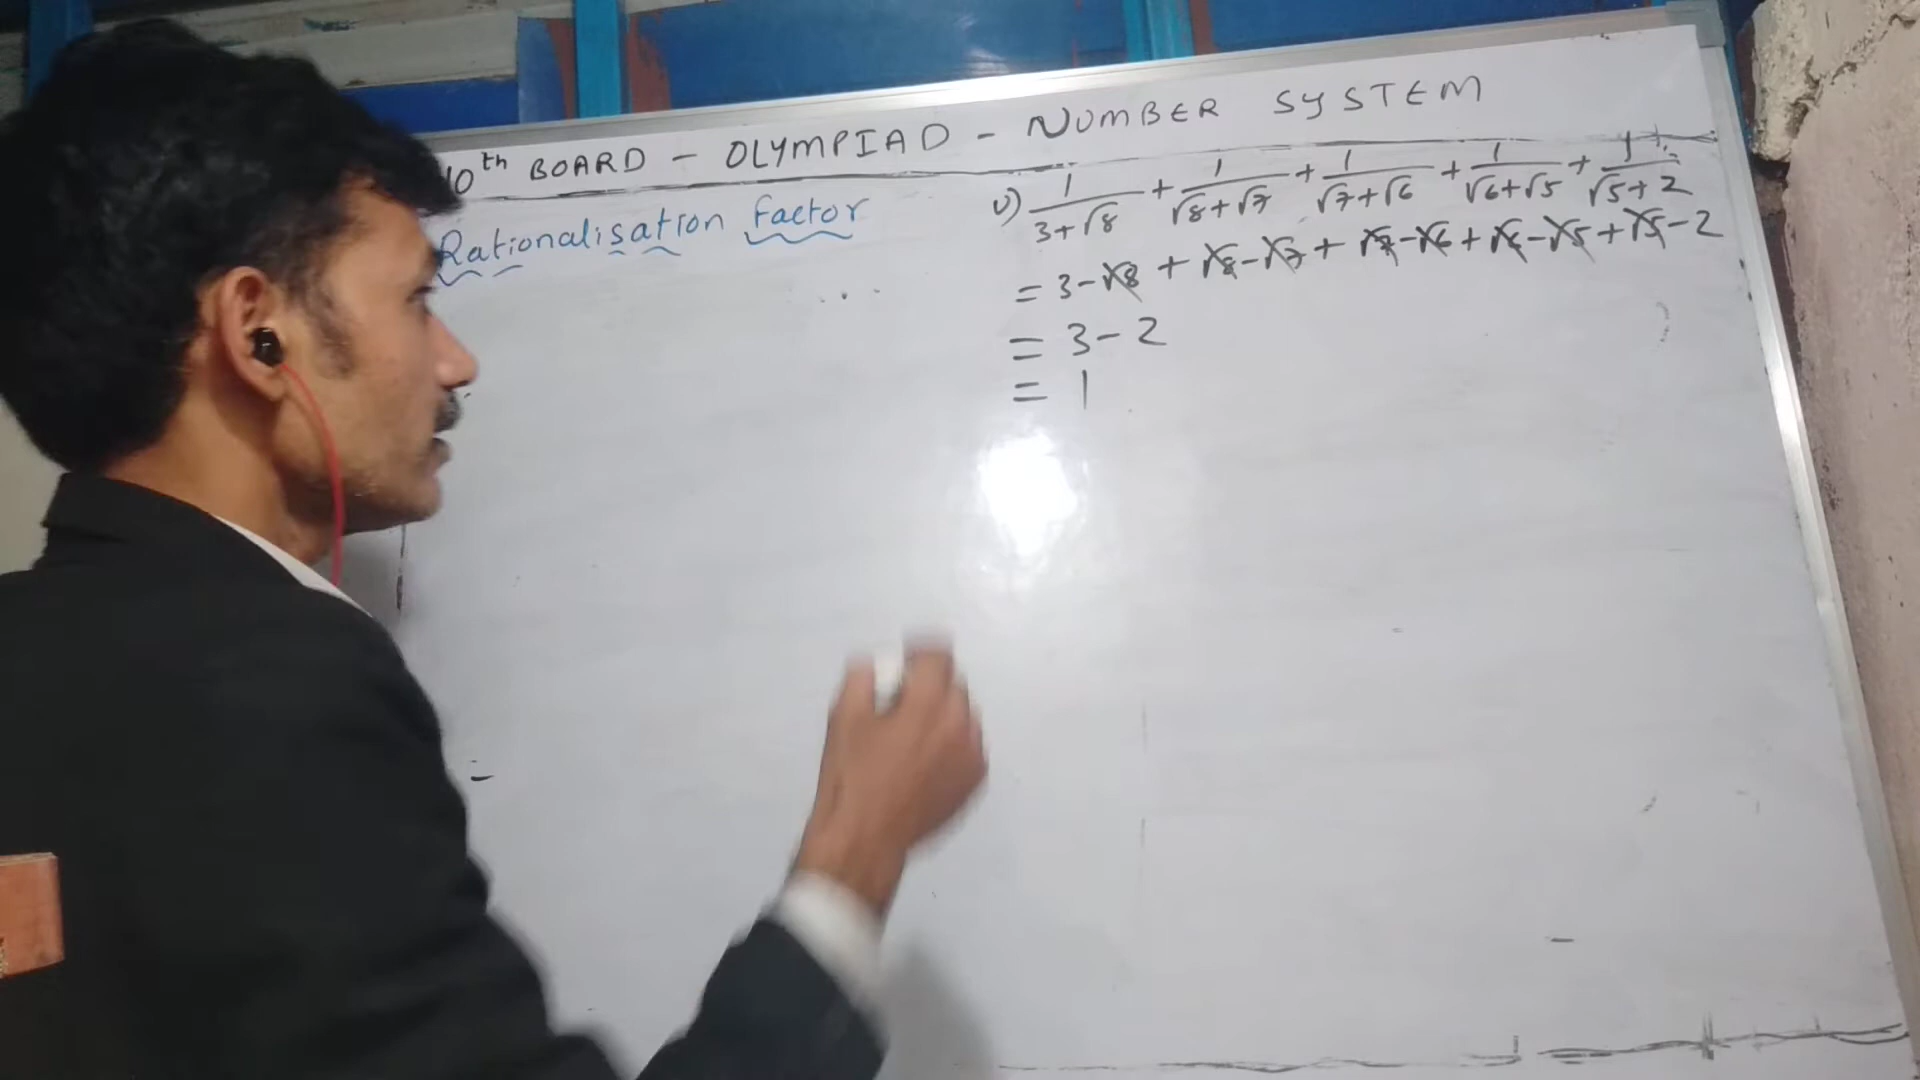 10th BOARD - OLYMPIAD - NUMBER SYSTEM
Rationalisation factor
v) 1/(3+√8) + 1/(√8+√7) + 1/(√7+√6) + 1/(√6+√5) + 1/(√5+2)
= 3-√8 + √8-√7 + √7-√6 + √6-√5 + √5-2
= 3-2
= 1